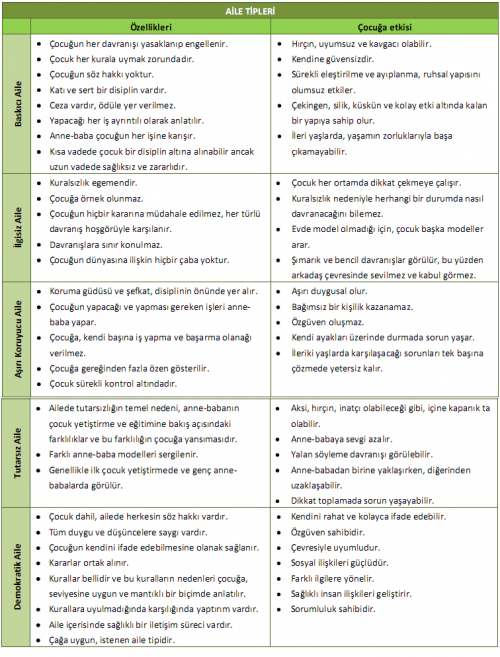 AİLE TİPLERİ
Özellikleri
Çocuğa etkisi
Baskıcı Aile
• Çocuğun her davranışı yasaklanıp engellenir.
• Çocuk her kurala uymak zorundadır.
• Çocuğun söz hakkı yoktur.
• Katı ve sert bir disiplin vardır.
• Ceza vardır, ödüle yer verilmez.
• Yapacağı her iş ayrıntılı olarak anlatılır.
• Anne-baba çocuğun her işine karışır.
• Kısa vadede çocuk bir disiplin altına alınabilir ancak
uzun vadede sağlıksız ve zararlıdır.
• Hırçın, uyumsuz ve kavgacı olabilir.
• Kendine güvensizdir.
• Sürekli eleştirilme ve ayıplanma, ruhsal yapısını
olumsuz etkiler.
• Çekingen, silik, küskün ve kolay etki altında kalan
bir yapıya sahip olur.
• İleri yaşlarda, yaşamın zorluklarıyla başa
çıkamayabilir.
İlgisiz Aile
• Kuralsızlık egemendir.
• Çocuğa örnek olunmaz.
• Çocuğun hiçbir kararına müdahale edilmez, her türlü
davranış hoşgörüyle karşılanır.
• Davranışlara sınır konulmaz.
• Çocuğun dünyasına ilişkin hiçbir çaba yoktur.
• Çocuk her ortamda dikkat çekmeye çalışır.
• Kuralsızlık nedeniyle herhangi bir durumda nasıl
davranacağını bilemez.
• Evde model olmadığı için, çocuk başka modeller
arar.
• Şımarık ve bencil davranışlar görülür, bu yüzden
arkadaş çevresinde sevilmez ve kabul görmez.
Aşırı Koruyucu Aile
• Koruma güdüsü ve şefkat, disiplinin önünde yer alır.
• Çocuğun yapacağı ve yapması gereken işleri anne-
baba yapar.
• Çocuğa, kendi başına iş yapma ve başarma olanağı
verilmez.
• Çocuğa gereğinden fazla özen gösterilir.
• Çocuk sürekli kontrol altındadır.
• Aşırı duygusal olur.
• Bağımsız bir kişilik kazanamaz.
• Özgüven oluşmaz.
• Kendi ayakları üzerinde durmada sorun yaşar.
• İleriki yaşlarda karşılaşacağı sorunları tek başına
çözmede yetersiz kalır.
Tutarsız Aile
• Ailede tutarsızlığın temel nedeni, anne-babanın
çocuk yetiştirme ve eğitimine bakış açısındaki
farklılıklar ve bu farklılığın çocuğa yansımasıdır.
• Farklı anne-baba modelleri sergilenir.
• Genellikle ilk çocuk yetiştirmede ve genç anne-
babalarda görülür.
• Aksi, hırçın, inatçı olabileceği gibi, içine kapanık ta
olabilir.
• Anne-babaya sevgi azalır.
• Yalan söyleme davranışı görülebilir.
• Anne-babadan birine yaklaşırken, diğerinden
uzaklaşabilir.
• Dikkat toplamada sorun yaşayabilir.
Demokratik Aile
• Çocuk dahil, ailede herkesin söz hakkı vardır.
• Tüm duygu ve düşüncelere saygı vardır.
• Çocuğun kendini ifade edebilmesine olanak sağlanır.
• Kararlar ortak alınır.
• Kurallar bellidir ve bu kuralların nedenleri çocuğa,
seviyesine uygun ve mantıklı bir biçimde anlatılır.
• Kurallara uyulmadığında karşılığında yaptırım vardır.
• Aile içerisinde sağlıklı bir iletişim süreci vardır.
• Çağa uygun, istenen aile tipidir.
• Kendini rahat ve kolayca ifade edebilir.
• Özgüven sahibidir.
• Çevresiyle uyumludur.
• Sosyal ilişkileri güçlüdür.
• Farklı ilgilere yönelir.
• Sağlıklı insan ilişkileri geliştirir.
• Sorumluluk sahibidir.